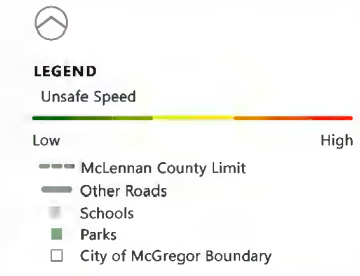 LEGEND
Unsafe Speed
Low High
McLennan County Limit
Other Roads
Schools
Parks
City of McGregor Boundary